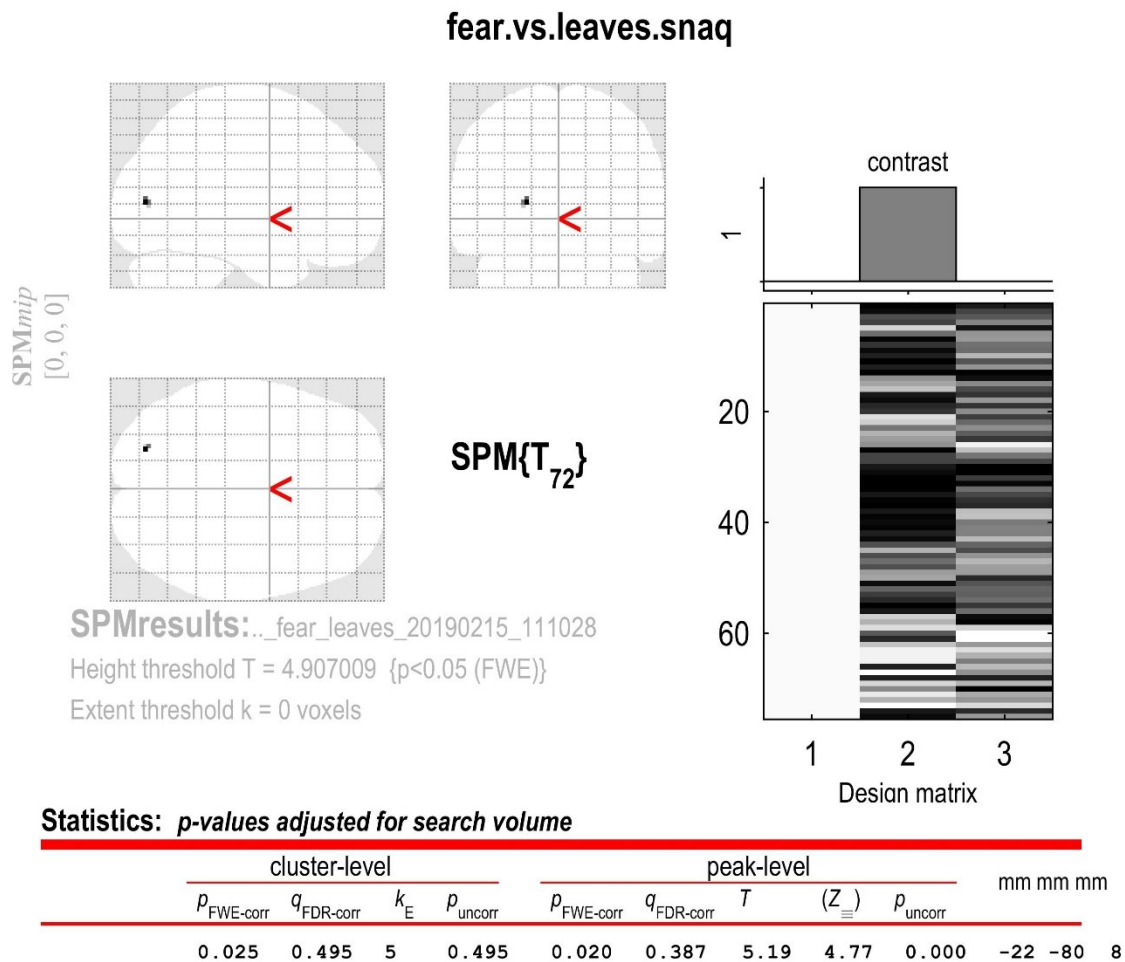 fear.vs.leaves.snaq
contrast
1
SPMmip
[0, 0, 0]
<
<
<
SPM{T72}
20
40
60
1 2 3
Design matrix
SPMresults:.._fear_leaves_20190215_111028
Height threshold T = 4.907009 {p<0.05 (FWE)}
Extent threshold k = 0 voxels
Statistics: p-values adjusted for search volume
cluster-level peak-level mm mm mm
pFWE-corr qFDR-corr kE puncorr pFWE-corr qFDR-corr T (Z≡) puncorr
0.025 0.495 5 0.495 0.020 0.387 5.19 4.77 0.000 -22 -80 8